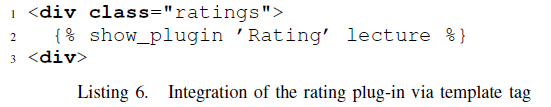 1 <div class="ratings">
2 {% show_plugin 'Rating' lecture %}
3 <div>
Listing 6. Integration of the rating plug-in via template tag